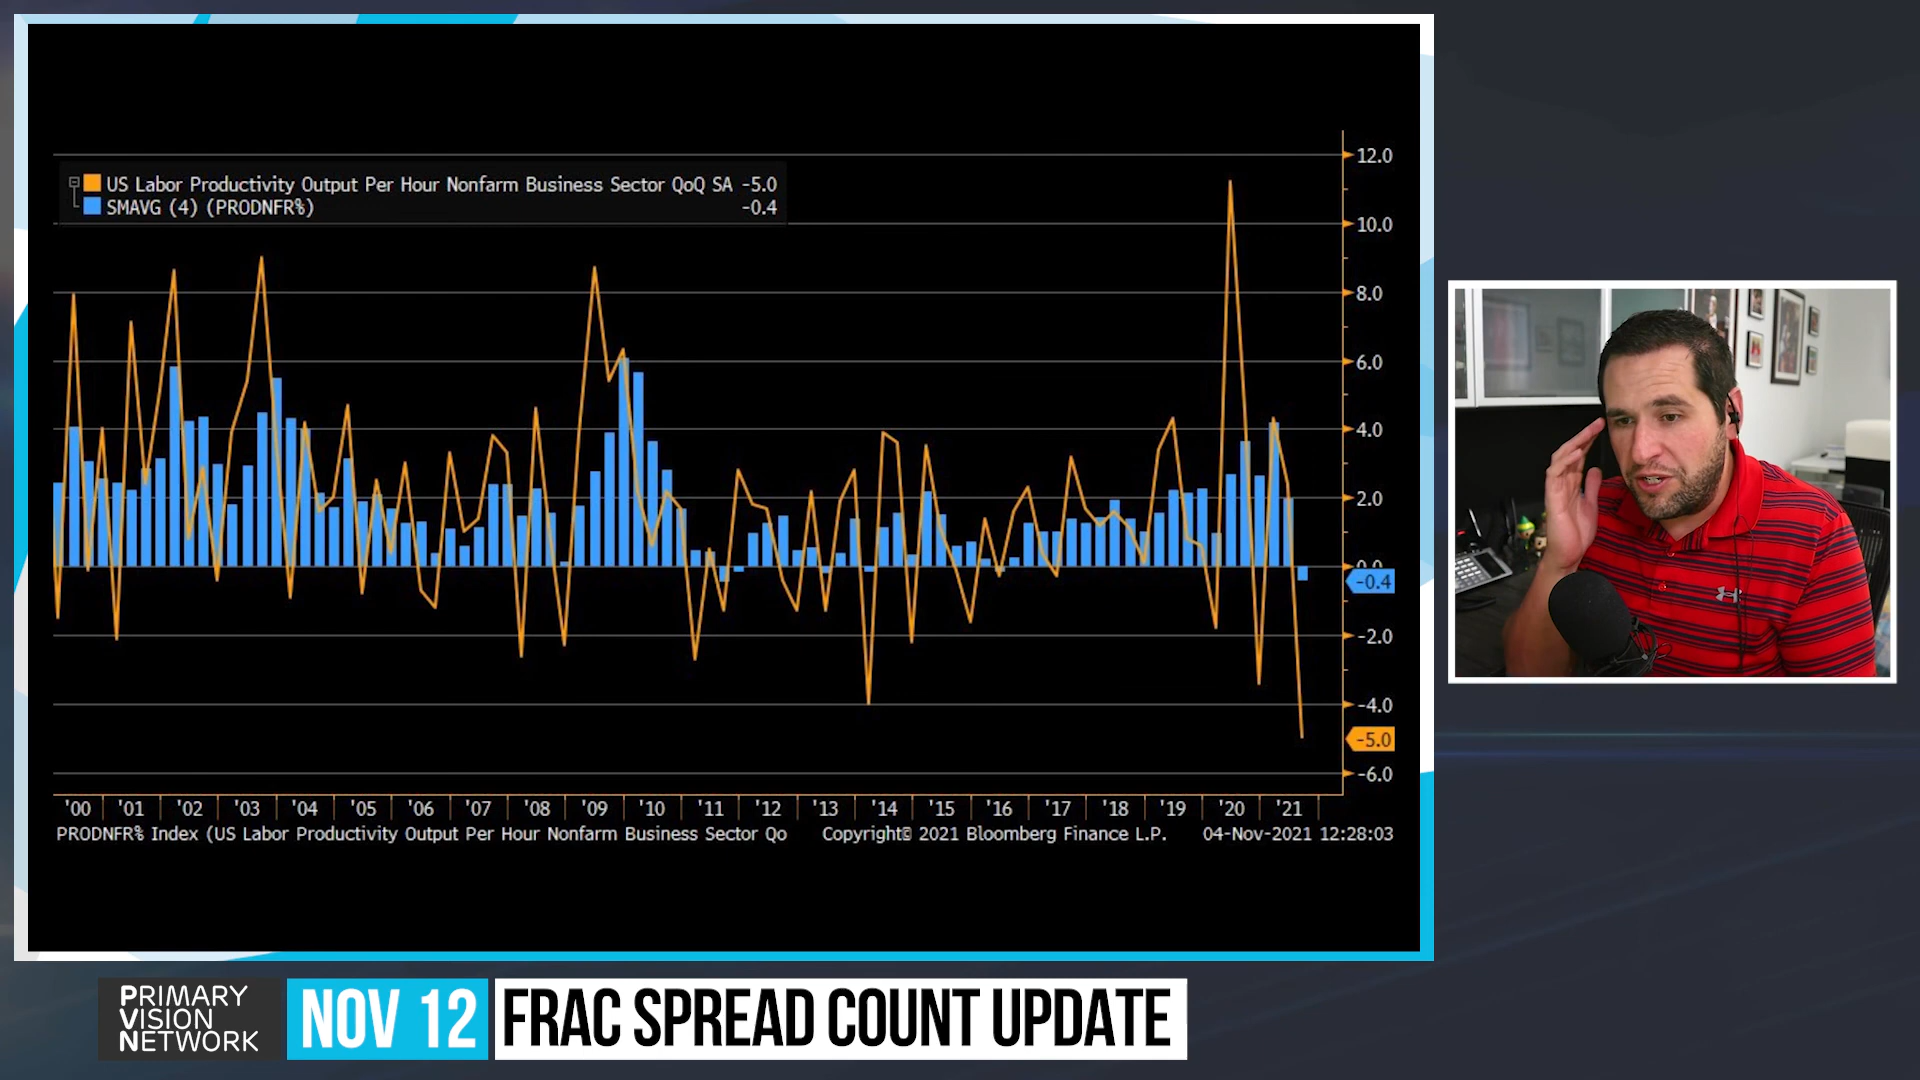 US Labor Productivity Output Per Hour Nonfarm Business Sector QoQ SA -5.0
SMAVG (4) (PRODNFR%) -0.4
12.0
10.0
8.0
6.0
4.0
2.0
0.0
-0.4
-2.0
-4.0
-5.0
-6.0
'00 '01 '02 '03 '04 '05 '06 '07 '08 '09 '10 '11 '12 '13 '14 '15 '16 '17 '18 '19 '20 '21
PRODNFR% Index (US Labor Productivity Output Per Hour Nonfarm Business Sector Qo Copyright© 2021 Bloomberg Finance L.P. 04-Nov-2021 12:28:03
PRIMARY
VISION
NETWORK
NOV 12
FRAC SPREAD COUNT UPDATE